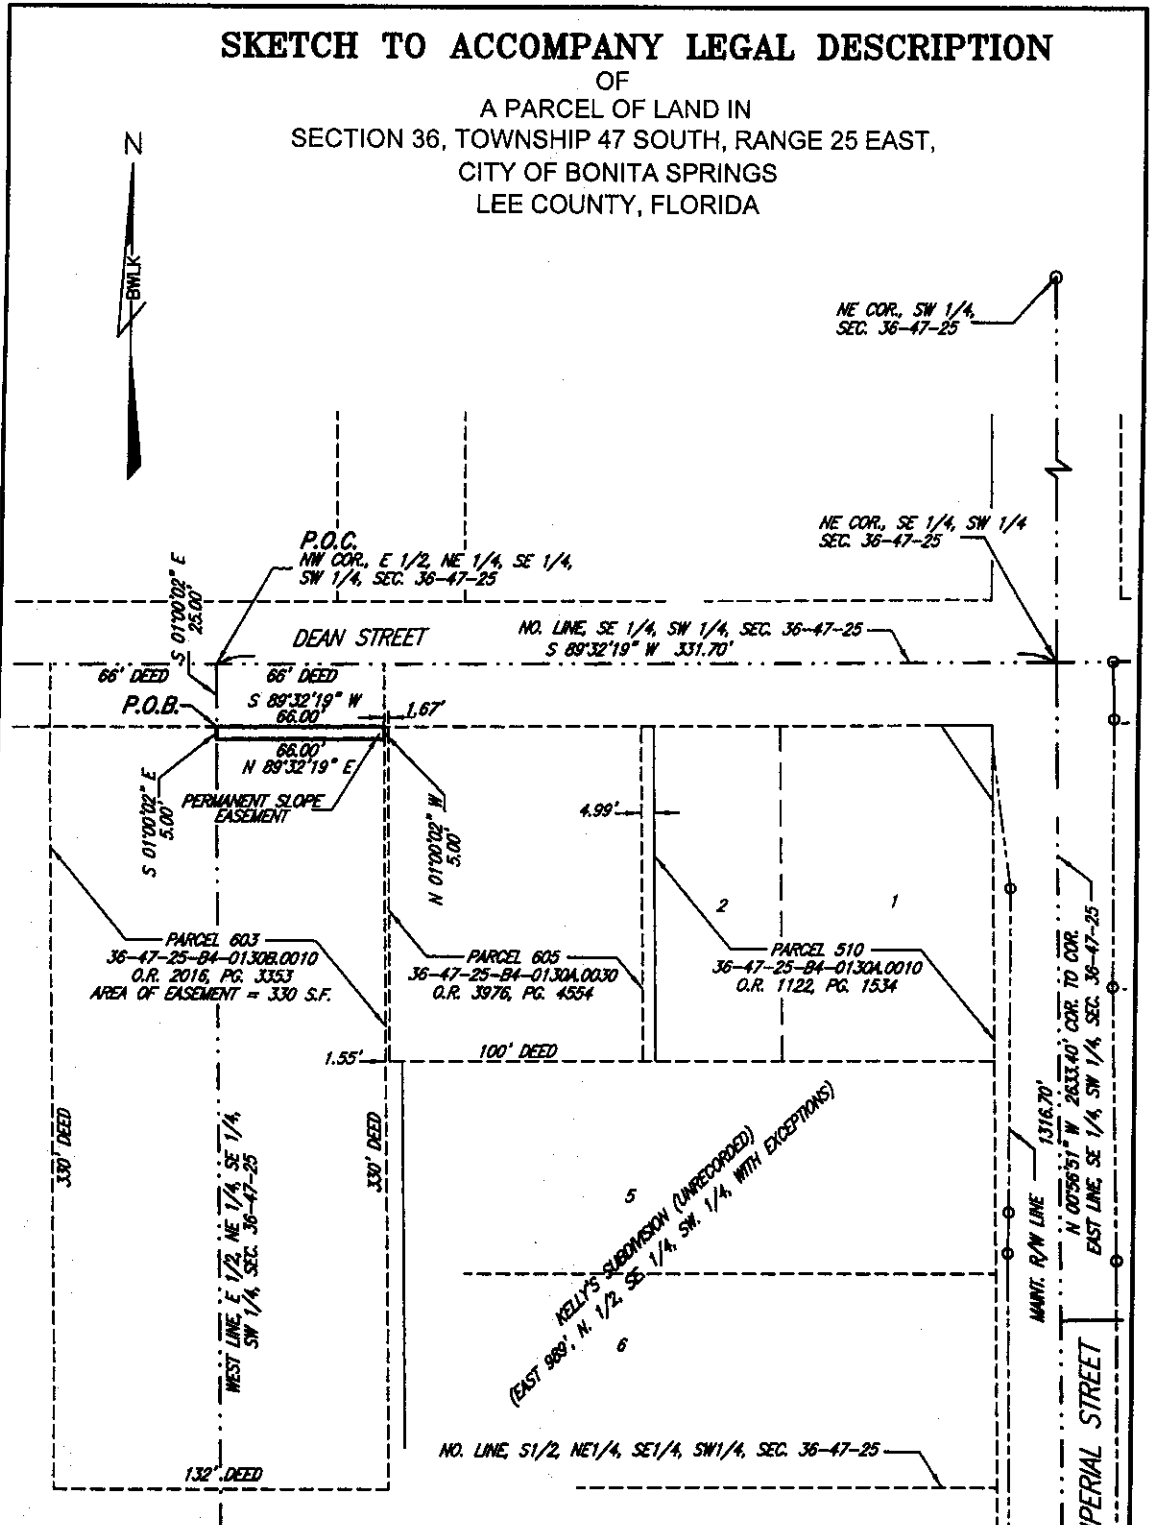 SKETCH TO ACCOMPANY LEGAL DESCRIPTION
OF
A PARCEL OF LAND IN
SECTION 36, TOWNSHIP 47 SOUTH, RANGE 25 EAST,
CITY OF BONITA SPRINGS
LEE COUNTY, FLORIDA
N
BWLK
NE COR., SW 1/4,
SEC. 36-47-25
NE COR., SE 1/4, SW 1/4
SEC. 36-47-25
P.O.C.
NW COR., E 1/2, NE 1/4, SE 1/4,
SW 1/4, SEC. 36-47-25
S 01°00'02" E
25.00'
DEAN STREET
NO. LINE, SE 1/4, SW 1/4, SEC. 36-47-25
S 89°32'19" W 331.70'
66' DEED
66' DEED
P.O.B.
S 89°32'19" W
66.00'
1.67'
66.00'
N 89°32'19" E
PERMANENT SLOPE
EASEMENT
S 01°00'02" E
5.00'
N 01°00'02" W
5.00'
4.99'
2
1
PARCEL 603
36-47-25-B4-0130B.0010
O.R. 2016, PG. 3353
AREA OF EASEMENT = 330 S.F.
PARCEL 605
36-47-25-B4-0130A.0030
O.R. 3976, PG. 4554
PARCEL 510
36-47-25-B4-0130A.0010
O.R. 1122, PG. 1534
1.55'
100' DEED
330' DEED
330' DEED
WEST LINE, E 1/2, NE 1/4, SE 1/4,
SW 1/4, SEC. 36-47-25
5
KELLY'S SUBDIVISION (UNRECORDED)
(EAST 989', N. 1/2, SE 1/4, SW. 1/4, WITH EXCEPTIONS)
6
MAINT. R/W LINE
1316.70'
N 00°56'51" W 2633.40' COR. TO COR.
EAST LINE, SE 1/4, SW 1/4, SEC. 36-47-25
NO. LINE, S1/2, NE1/4, SE1/4, SW1/4, SEC. 36-47-25
132' DEED
PERIAL STREET